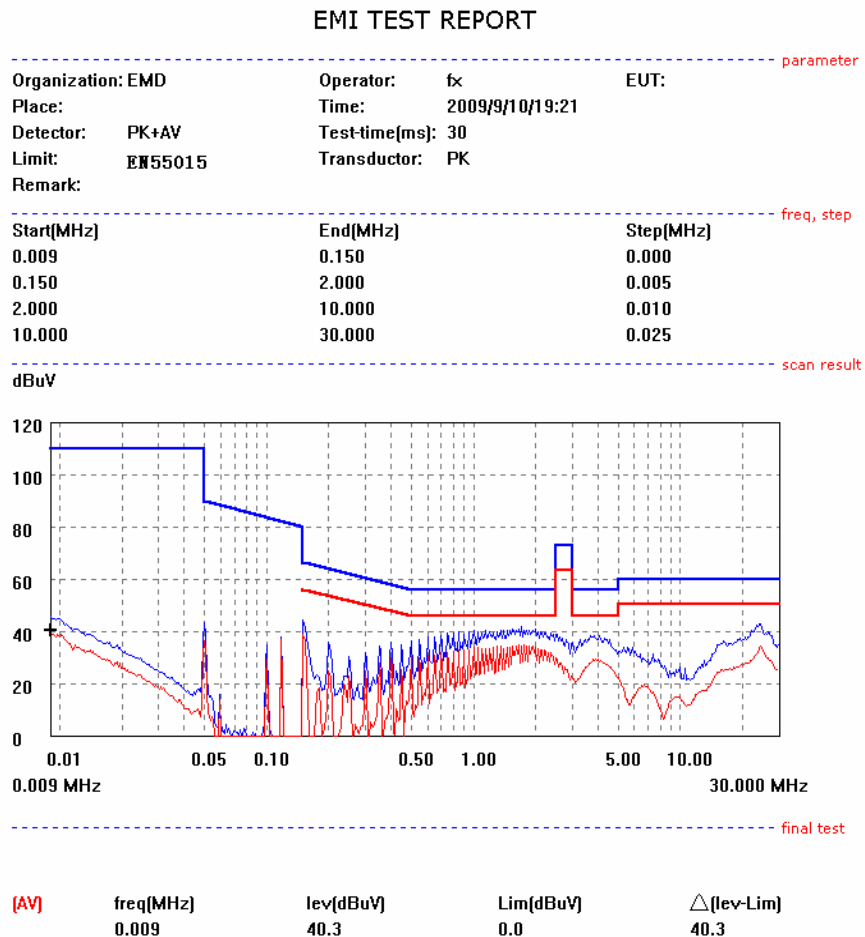 EMI TEST REPORT
parameter
Organization: EMD Operator: fx EUT:
Place: Time: 2009/9/10/19:21
Detector: PK+AV Test-time(ms): 30
Limit: EN55015 Transductor: PK
Remark:
freq, step
Start(MHz) End(MHz) Step(MHz)
0.009 0.150 0.000
0.150 2.000 0.005
2.000 10.000 0.010
10.000 30.000 0.025
scan result
dBuV
120
100
80
60
40
20
0
0.01 0.05 0.10 0.50 1.00 5.00 10.00
0.009 MHz 30.000 MHz
final test
(AV) freq(MHz) lev(dBuV) Lim(dBuV) △(lev-Lim)
0.009 40.3 0.0 40.3